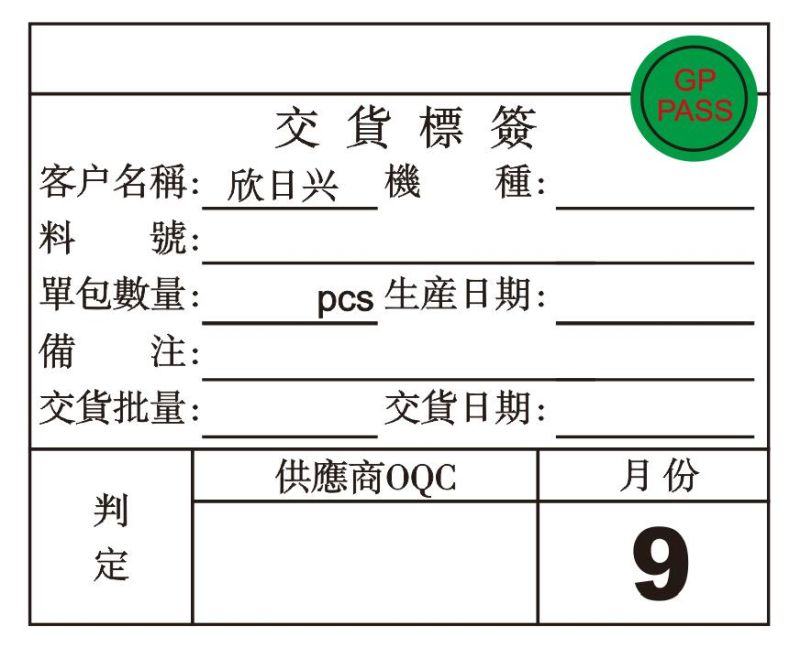 GP
PASS
交貨標簽
客户名稱: 欣日兴 機 種:
料 號:
單包數量: pcs 生産日期:
備 注:
交貨批量: 交貨日期:
判定
供應商OQC
月份
9